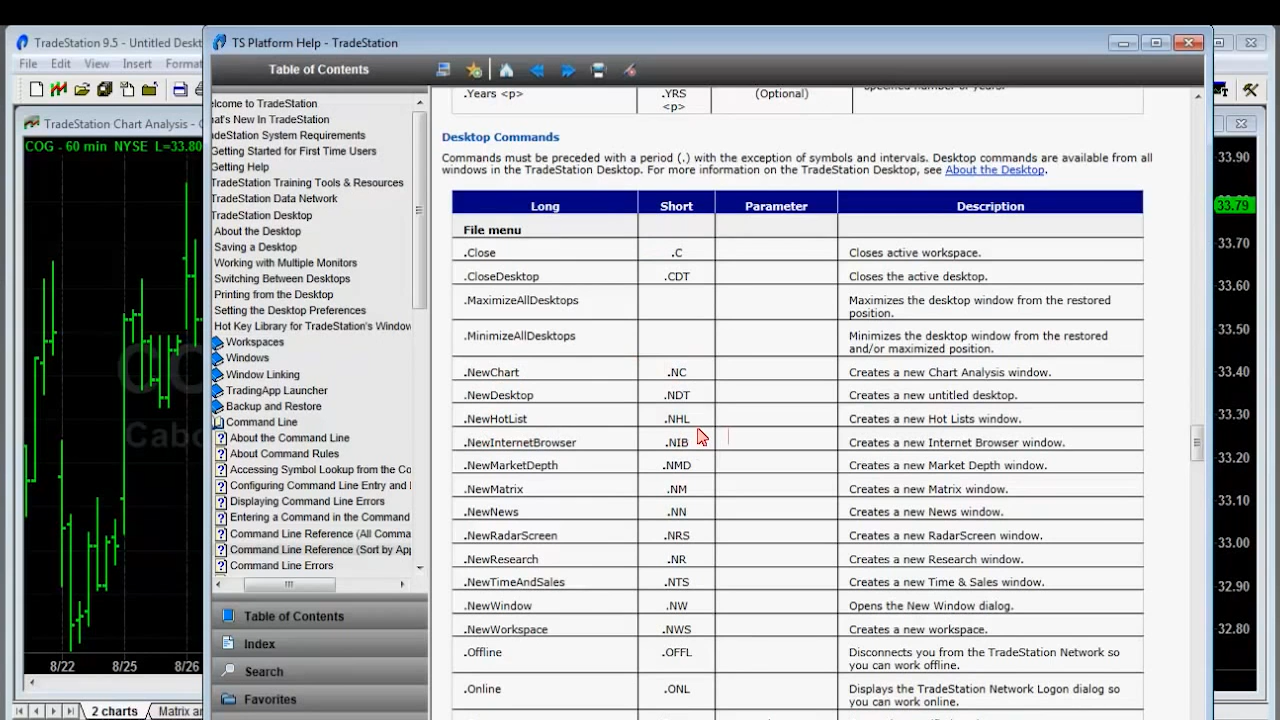 TradeStation 9.5 - Untitled Deskt
File Edit View Insert Format
TradeStation Chart Analysis -
COG - 60 min NYSE L=33.80
8/22 8/25 8/26
2 charts
Matrix an
TS Platform Help - TradeStation
Table of Contents
elcome to TradeStation
hat's New In TradeStation
adeStation System Requirements
Getting Started for First Time Users
Getting Help
TradeStation Training Tools & Resources
TradeStation Data Network
TradeStation Desktop
About the Desktop
Saving a Desktop
Working with Multiple Monitors
Switching Between Desktops
Printing from the Desktop
Setting the Desktop Preferences
Hot Key Library for TradeStation's Window
Workspaces
Windows
Window Linking
TradingApp Launcher
Backup and Restore
Command Line
About the Command Line
About Command Rules
Accessing Symbol Lookup from the Co
Configuring Command Line Entry and
Displaying Command Line Errors
Entering a Command in the Command
Command Line Reference (All Comma
Command Line Reference (Sort by App
Command Line Errors
Table of Contents
Index
Search
Favorites
.Years <p> .YRS <p> (Optional) specified number of years.
Desktop Commands
Commands must be preceded with a period (.) with the exception of symbols and intervals. Desktop commands are available from all
windows in the TradeStation Desktop. For more information on the TradeStation Desktop, see About the Desktop.
Long Short Parameter Description
File menu
.Close .C Closes active workspace.
.CloseDesktop .CDT Closes the active desktop.
.MaximizeAllDesktops Maximizes the desktop window from the restored
position.
.MinimizeAllDesktops Minimizes the desktop window from the restored
and/or maximized position.
.NewChart .NC Creates a new Chart Analysis window.
.NewDesktop .NDT Creates a new untitled desktop.
.NewHotList .NHL Creates a new Hot Lists window.
.NewInternetBrowser .NIB Creates a new Internet Browser window.
.NewMarketDepth .NMD Creates a new Market Depth window.
.NewMatrix .NM Creates a new Matrix window.
.NewNews .NN Creates a new News window.
.NewRadarScreen .NRS Creates a new RadarScreen window.
.NewResearch .NR Creates a new Research window.
.NewTimeAndSales .NTS Creates a new Time & Sales window.
.NewWindow .NW Opens the New Window dialog.
.NewWorkspace .NWS Creates a new workspace.
.Offline .OFFL Disconnects you from the TradeStation Network so
you can work offline.
.Online .ONL Displays the TradeStation Network Logon dialog so
you can work online.
33.90
33.79
33.70
33.60
33.50
33.40
33.30
33.20
33.10
33.00
32.90
32.80